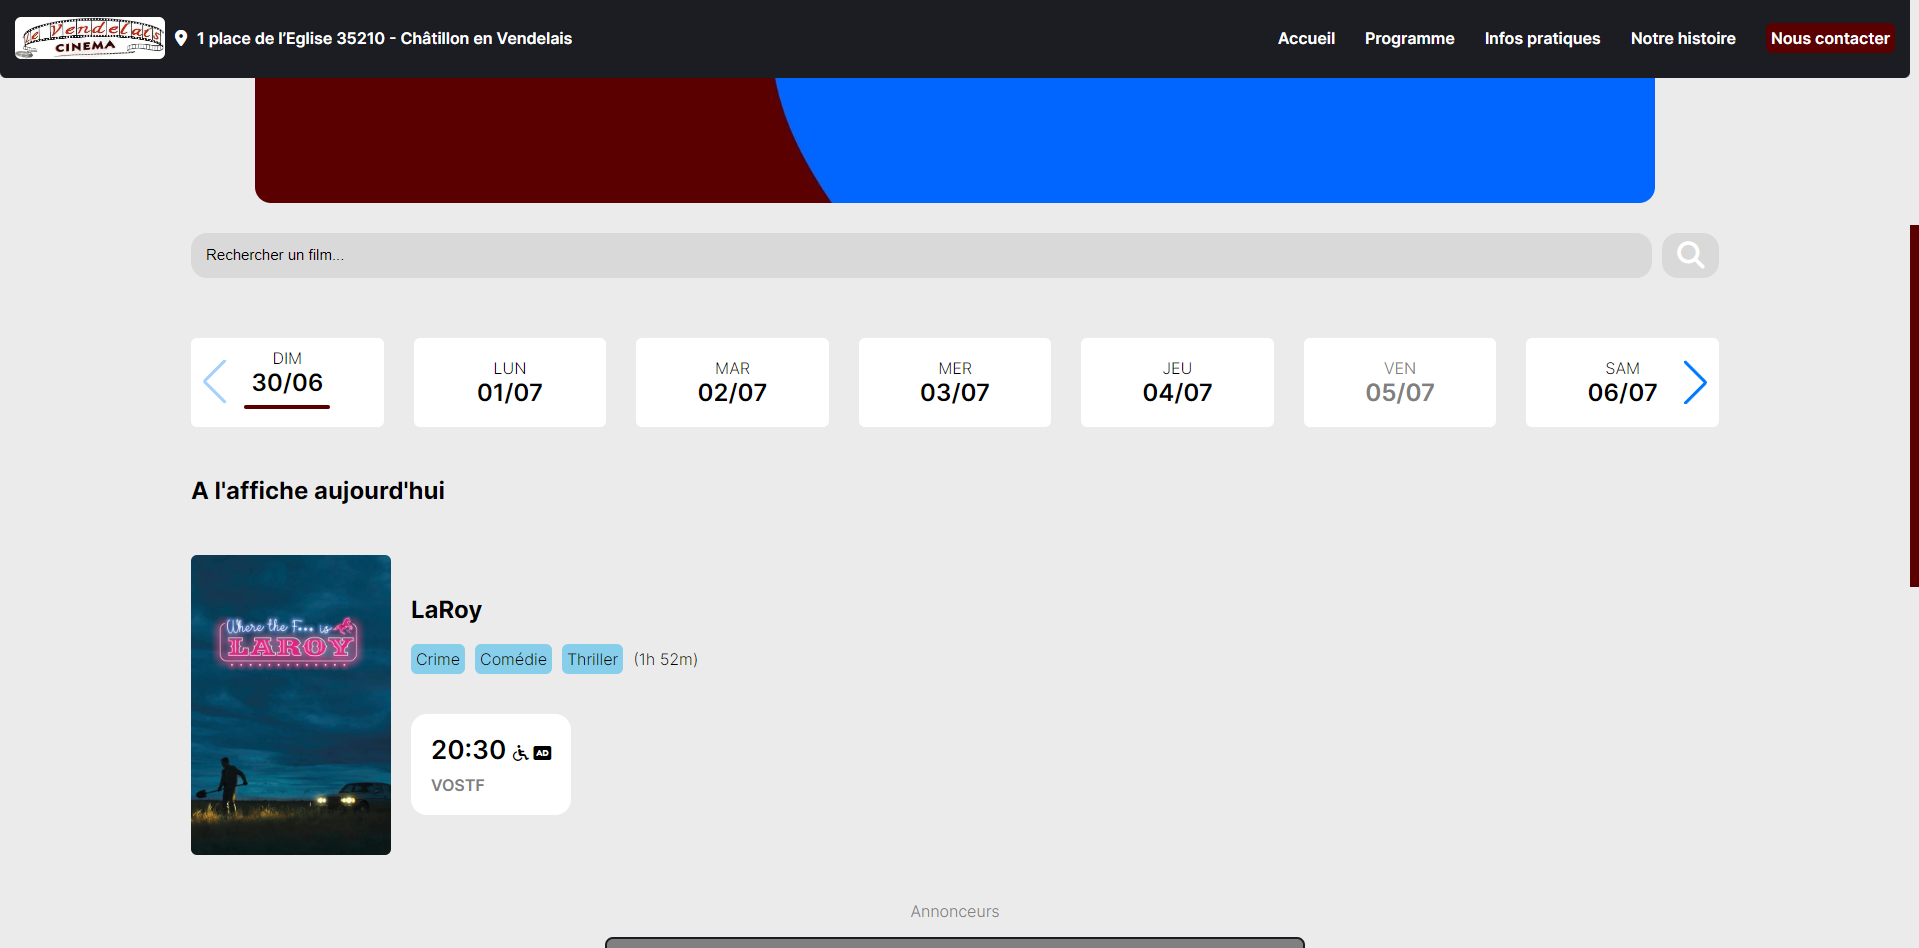 Le Vendelais
CINEMA
1 place de l'Eglise 35210 - Châtillon en Vendelais
Accueil
Programme
Infos pratiques
Notre histoire
Nous contacter
Rechercher un film...
DIM
30/06
LUN
01/07
MAR
02/07
MER
03/07
JEU
04/07
VEN
05/07
SAM
06/07
A l'affiche aujourd'hui
Where the F... is
LAROY
LaRoy
Crime
Comédie
Thriller
(1h 52m)
20:30 AD
VOSTF
Annonceurs